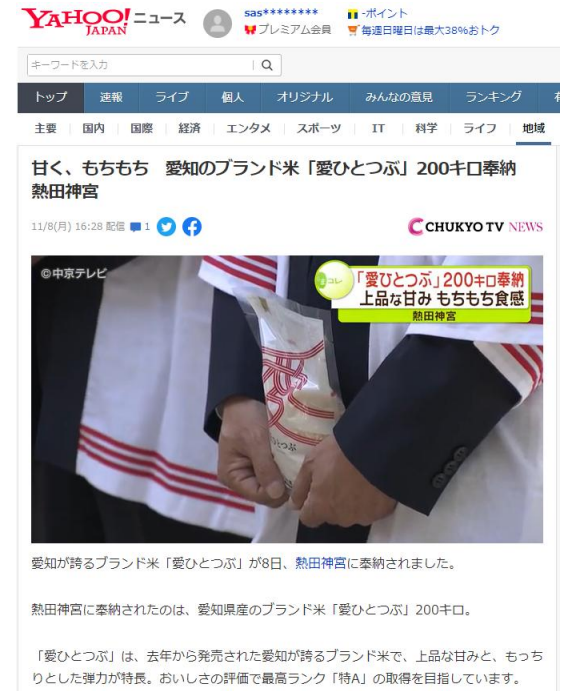 YAHOO! JAPAN ニュース
sas********
プレミアム会員
-ポイント
毎週日曜日は最大38%おトク
キーワードを入力
トップ 速報 ライブ 個人 オリジナル みんなの意見 ランキング
主要 国内 国際 経済 エンタメ スポーツ IT 科学 ライフ 地域
甘く、もちもち 愛知のブランド米「愛ひとつぶ」200キロ奉納
熱田神宮
11/8(月) 16:28 配信 1
CHUKYO TV NEWS
©中京テレビ
「愛ひとつぶ」200キロ奉納
上品な甘み もちもち食感
熱田神宮
愛知が誇るブランド米「愛ひとつぶ」が8日、熱田神宮に奉納されました。
熱田神宮に奉納されたのは、愛知県産のブランド米「愛ひとつぶ」200キロ。
「愛ひとつぶ」は、去年から発売された愛知が誇るブランド米で、上品な甘みと、もっち
りとした弾力が特長。おいしさの評価で最高ランク「特A」の取得を目指しています。